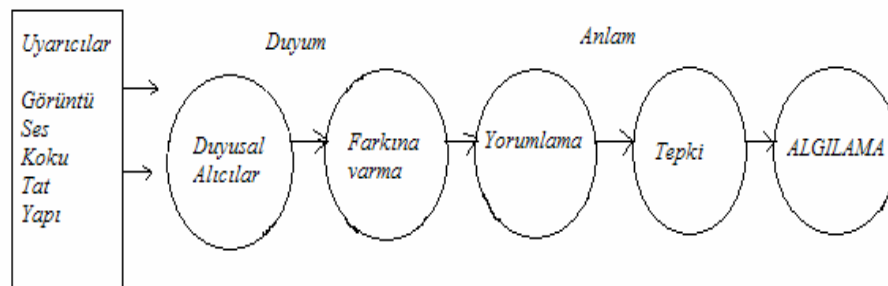 Uyarıcılar
Görüntü
Ses
Koku
Tat
Yapı
Duyum
Anlam
Duyusal
Alıcılar
Farkına
varma
Yorumlama
Tepki
ALGILAMA